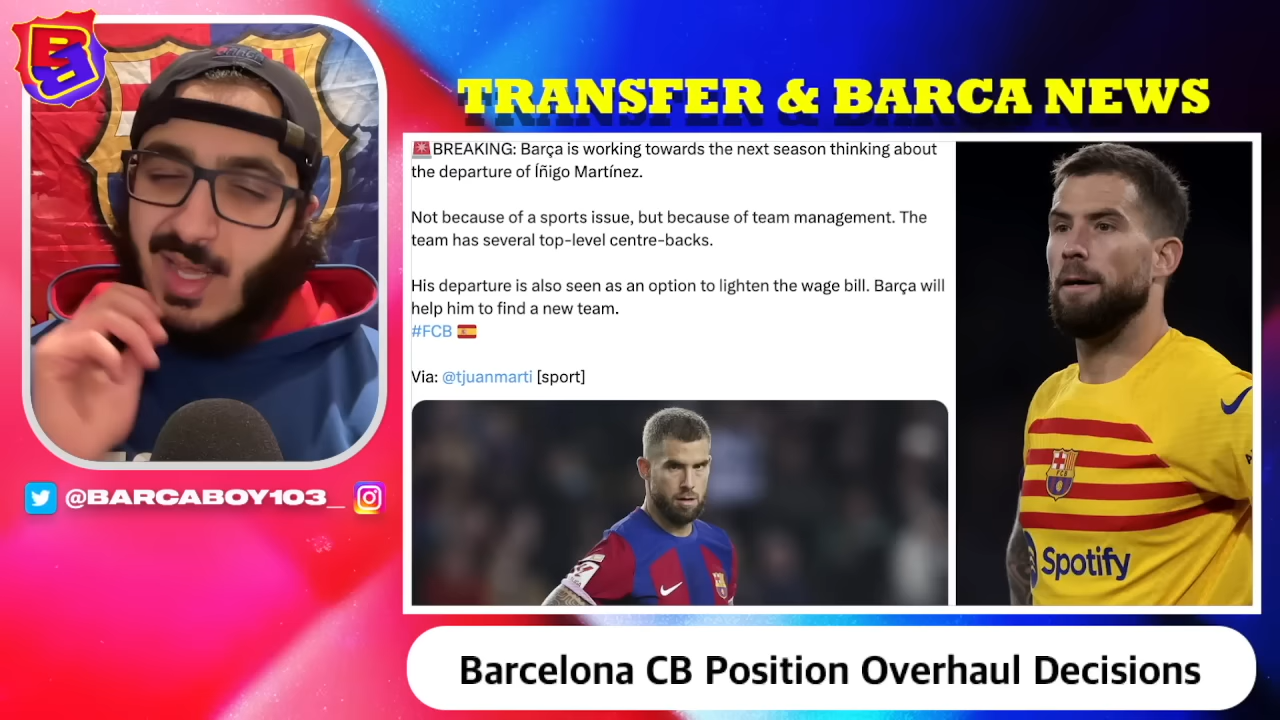 TRANSFER & BARCA NEWS
🚨BREAKING: Barça is working towards the next season thinking about
the departure of Íñigo Martínez.
Not because of a sports issue, but because of team management. The
team has several top-level centre-backs.
His departure is also seen as an option to lighten the wage bill. Barça will
help him to find a new team.
#FCB 🇪🇸
Via: @tjuanmarti [sport]
Spotify
@BARCABOY103_
Barcelona CB Position Overhaul Decisions